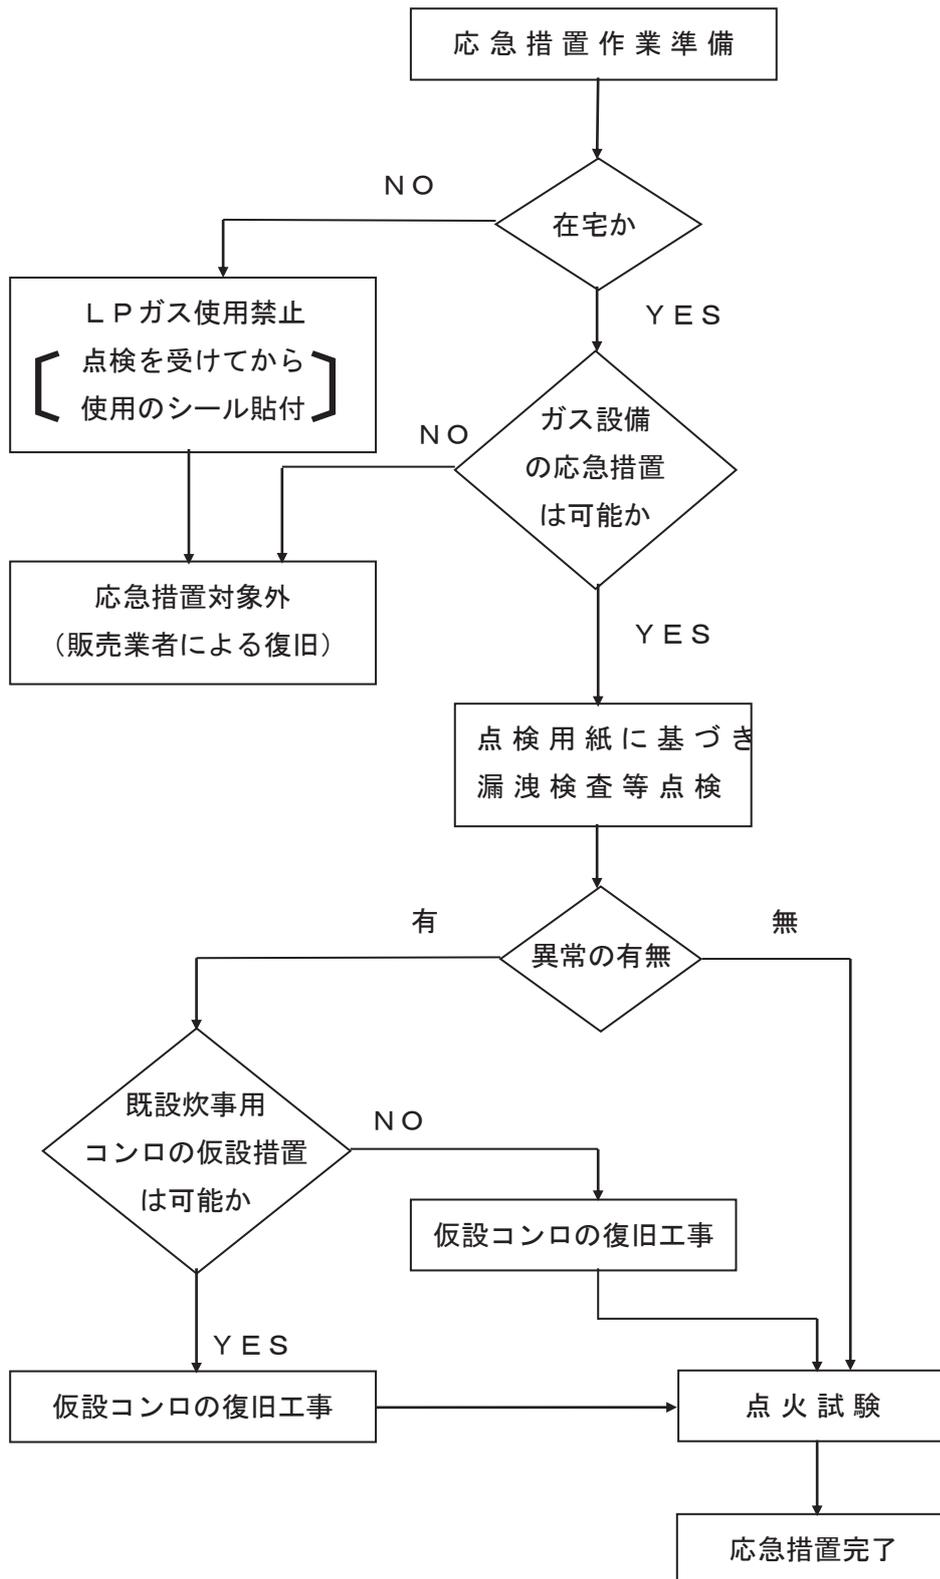 応急措置作業準備
NO
在宅か
YES
LPガス使用禁止
点検を受けてから
使用のシール貼付
NO
ガス設備
の応急措置
は可能か
応急措置対象外
（販売業者による復旧）
YES
点検用紙に基づき
漏洩検査等点検
有
無
異常の有無
既設炊事用
コンロの仮設措置
は可能か
NO
仮設コンロの復旧工事
YES
仮設コンロの復旧工事
点火試験
応急措置完了